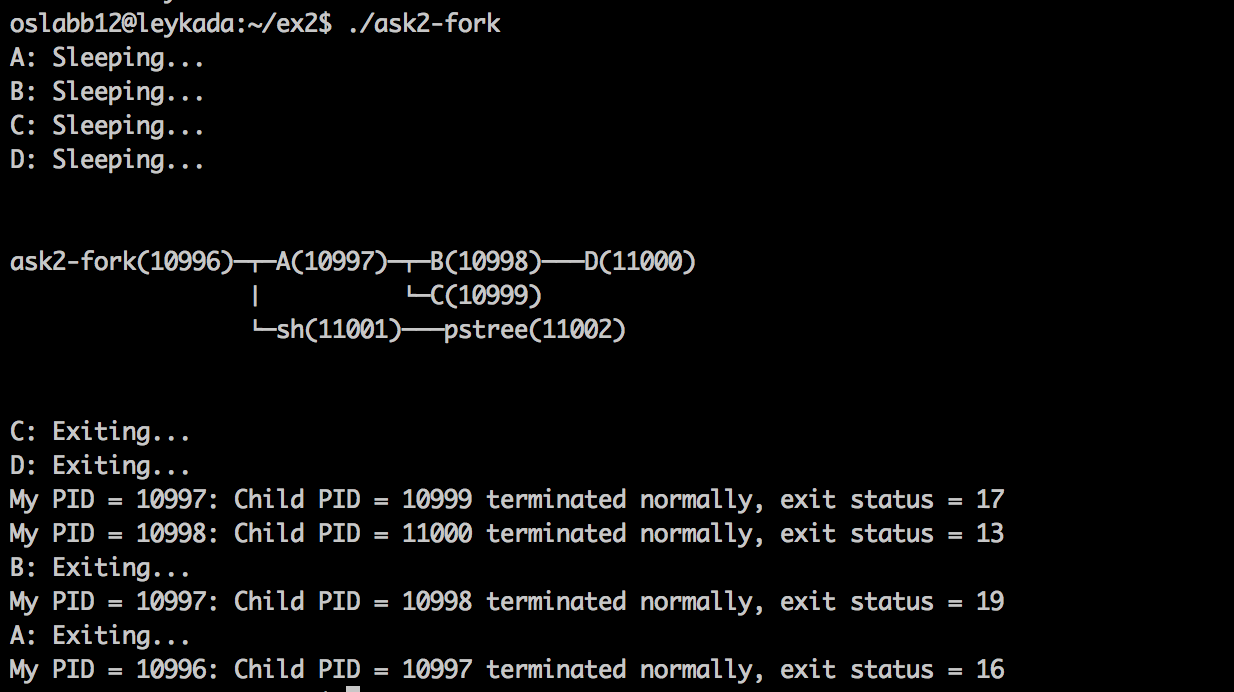 oslabb12@leykada:~/ex2$ ./ask2-fork
A: Sleeping...
B: Sleeping...
C: Sleeping...
D: Sleeping...
ask2-fork(10996)─┬─A(10997)─┬─B(10998)───D(11000)
                 |          └─C(10999)
                 └─sh(11001)───pstree(11002)
C: Exiting...
D: Exiting...
My PID = 10997: Child PID = 10999 terminated normally, exit status = 17
My PID = 10998: Child PID = 11000 terminated normally, exit status = 13
B: Exiting...
My PID = 10997: Child PID = 10998 terminated normally, exit status = 19
A: Exiting...
My PID = 10996: Child PID = 10997 terminated normally, exit status = 16